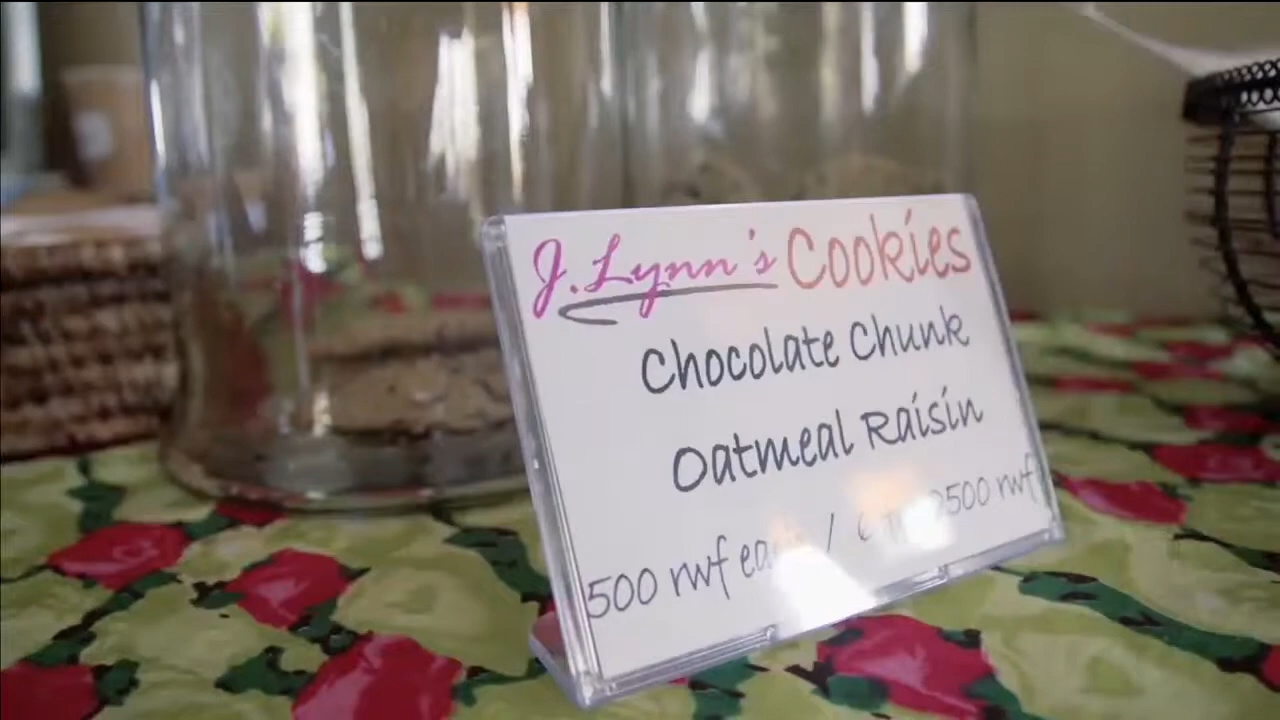 J.Lynn's Cookies
Chocolate Chunk
Oatmeal Raisin
500 rwf / 2500 rwf